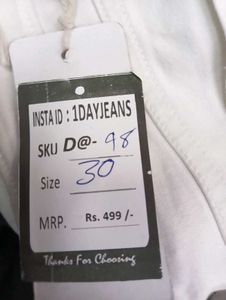 INSTA ID : 1DAYJEANS
SKU D@- 98
Size 30
MRP. Rs. 499 /-
Thanks For Choosing